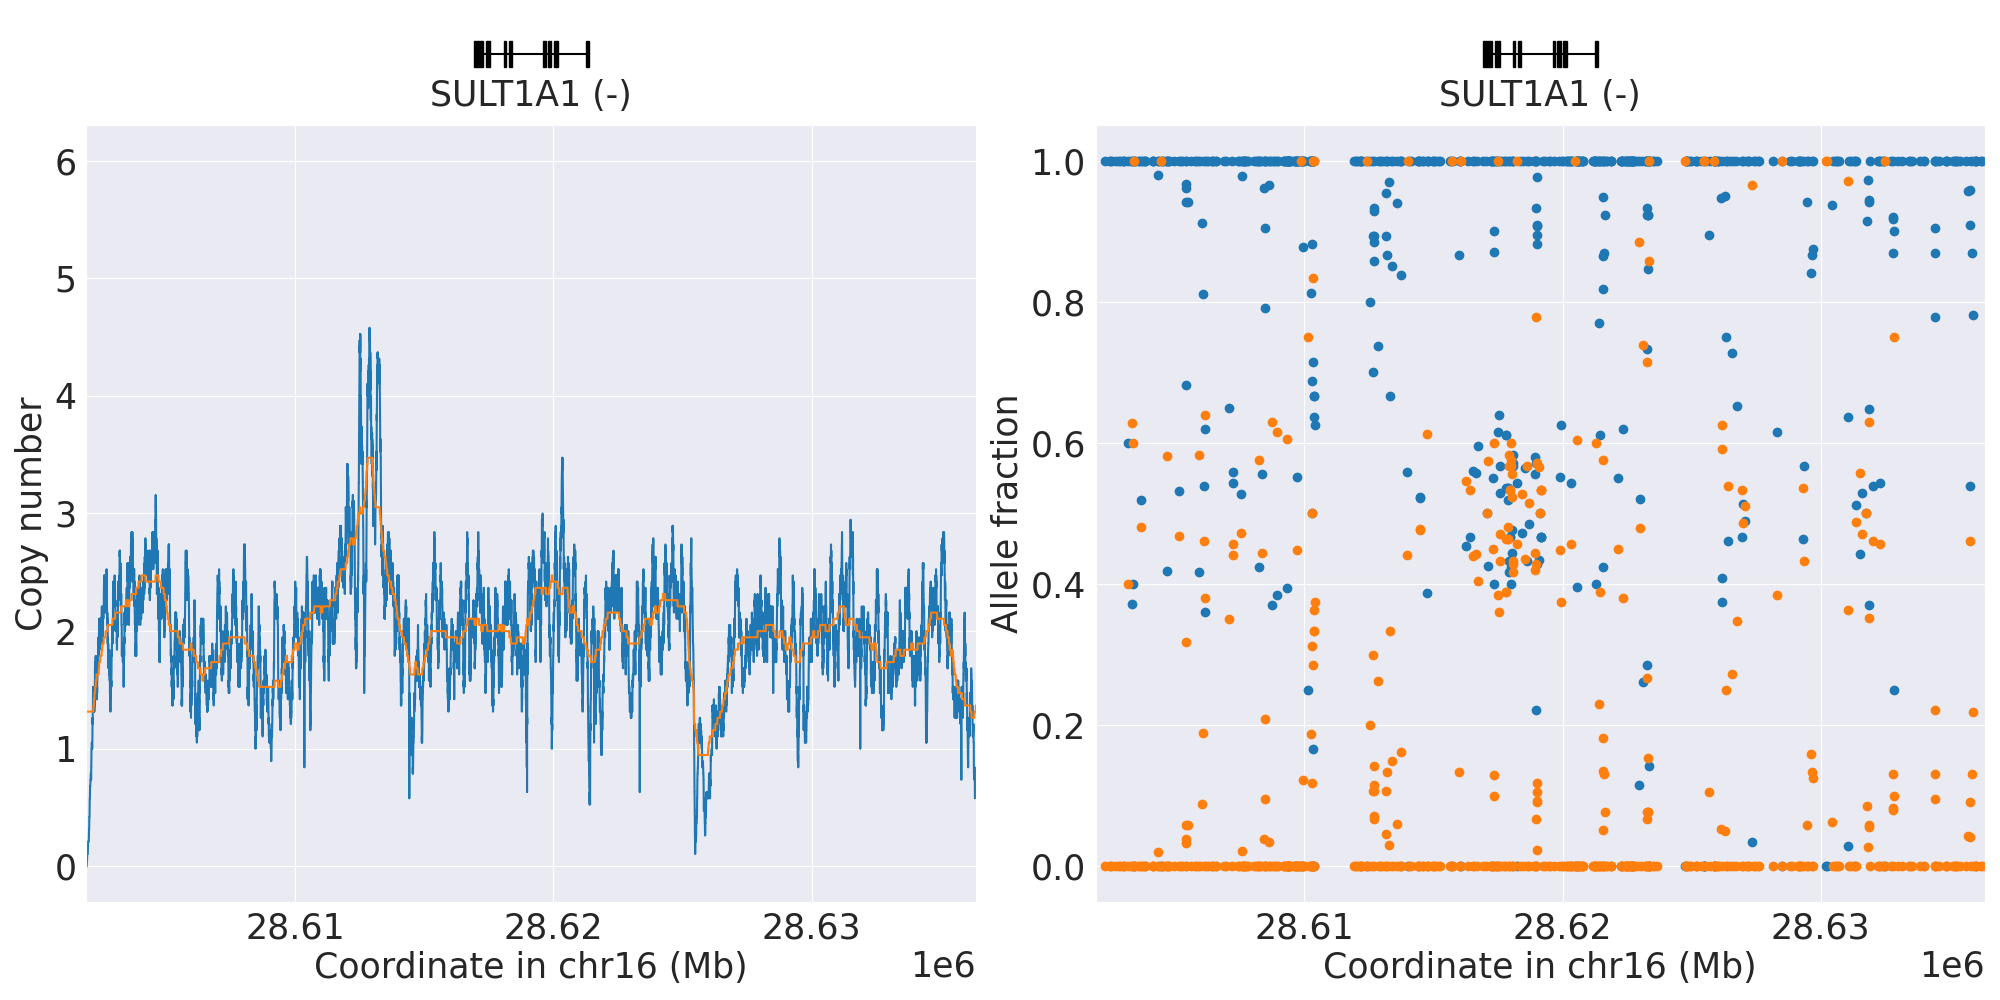 SULT1A1 (-)
6
5
4
3
2
1
0
Copy number
28.61
28.62
28.63
Coordinate in chr16 (Mb)
1e6
SULT1A1 (-)
1.0
0.8
0.6
0.4
0.2
0.0
Allele fraction
28.61
28.62
28.63
Coordinate in chr16 (Mb)
1e6